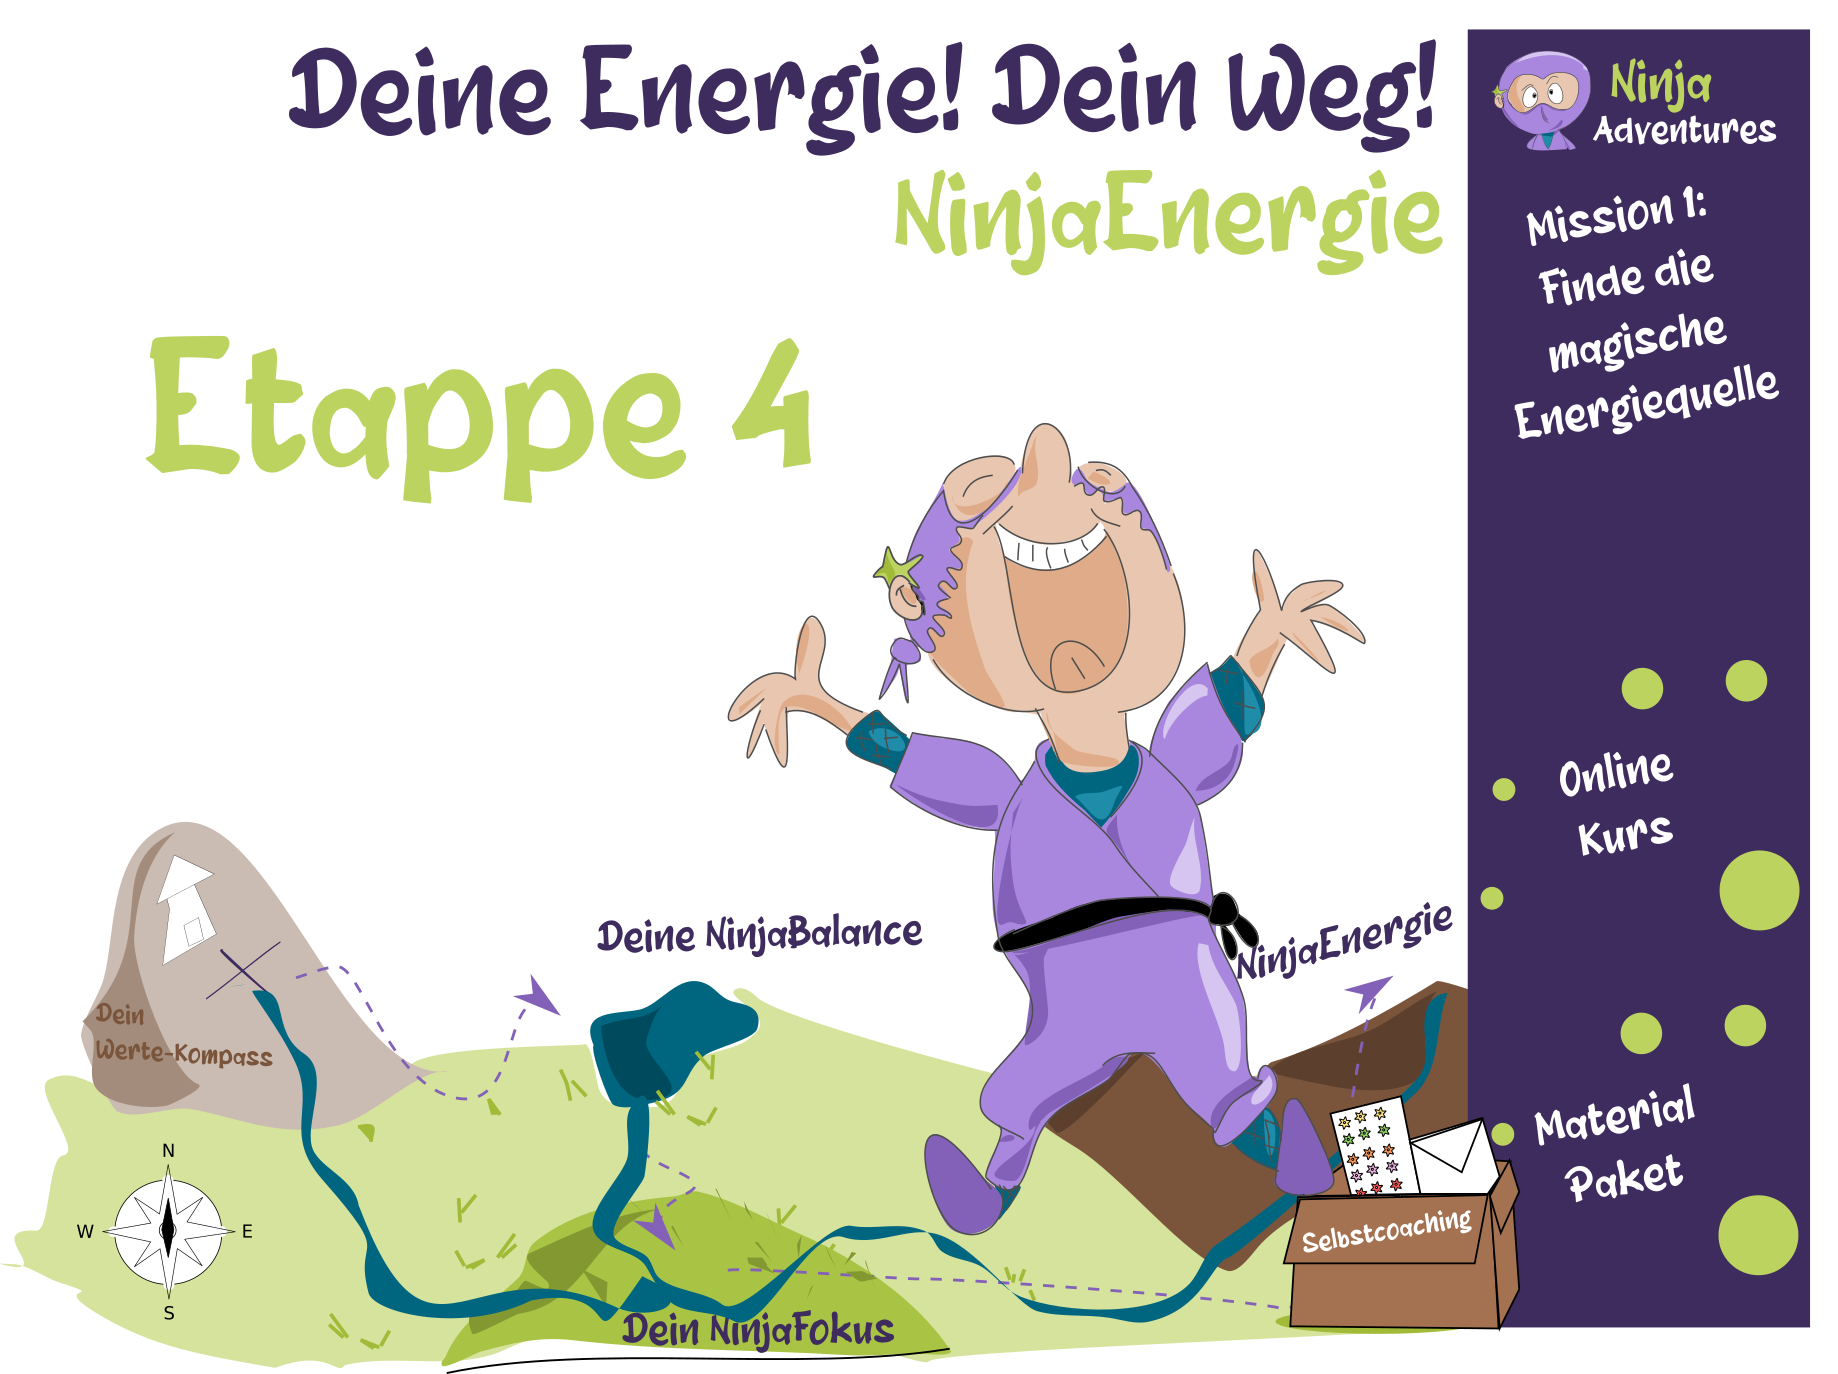 Deine Energie! Dein Weg!
NinjaEnergie
Etappe 4
Ninja
Adventures
Mission 1:
Finde die
magische
Energiequelle
Online
Kurs
Material
Paket
Deine NinjaBalance
NinjaEnergie
Dein
Werte-Kompass
N
W
E
S
Dein NinjaFokus
Selbstcoaching